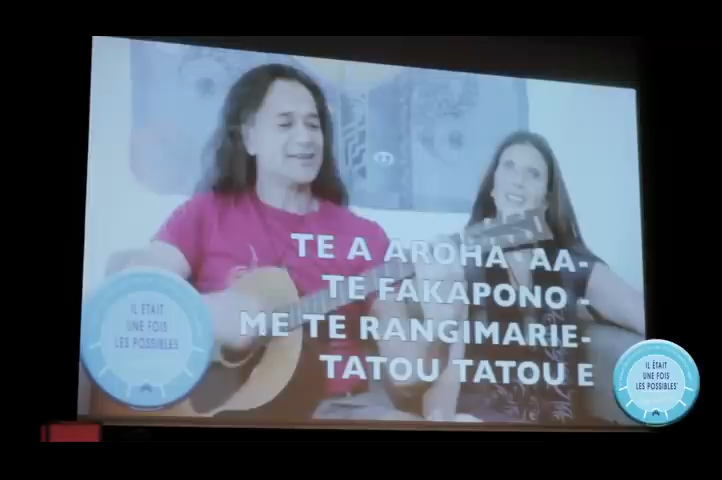 TE A AROHA AA-
TE FAKAPONO -
ME TE RANGIMARIE-
TATOU TATOU E
IL ÉTAIT
UNE FOIS
LES POSSIBLES
IL ÉTAIT
UNE FOIS
LES POSSIBLES